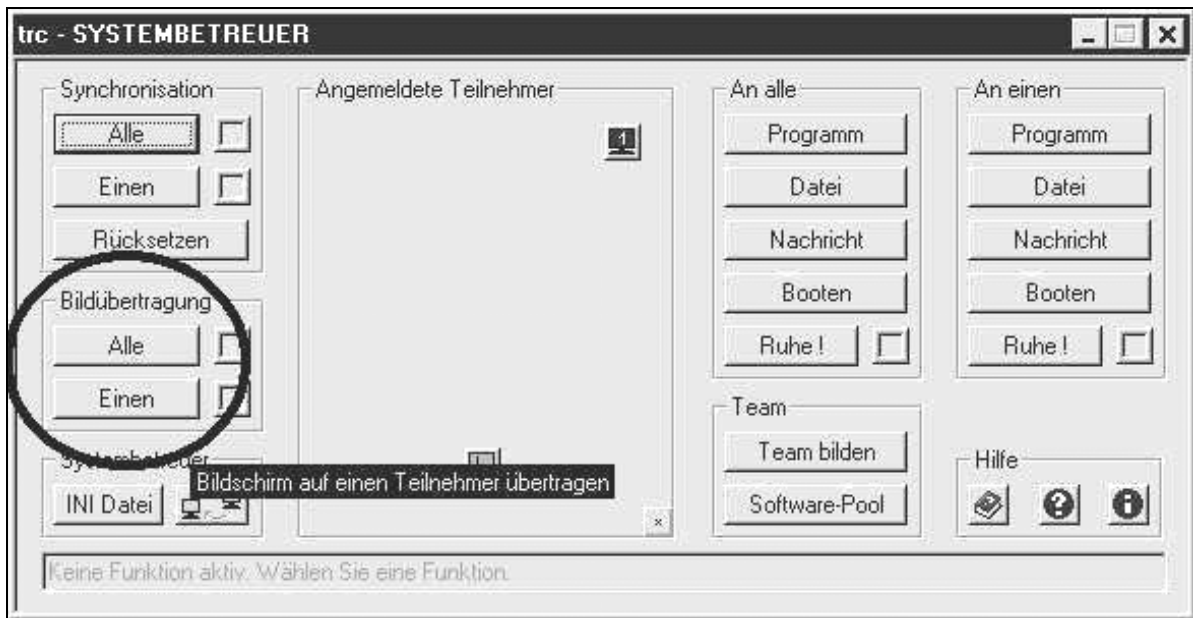 trc - SYSTEMBETREUER
Synchronisation
Alle
Einen
Rücksetzen
Bildübertragung
Alle
Einen
Systembetreuer
INI Datei
Angemeldete Teilnehmer
1
Bildschirm auf einen Teilnehmer übertragen
An alle
Programm
Datei
Nachricht
Booten
Ruhe !
Team
Team bilden
Software-Pool
An einen
Programm
Datei
Nachricht
Booten
Ruhe !
Hilfe
Keine Funktion aktiv. Wählen Sie eine Funktion.